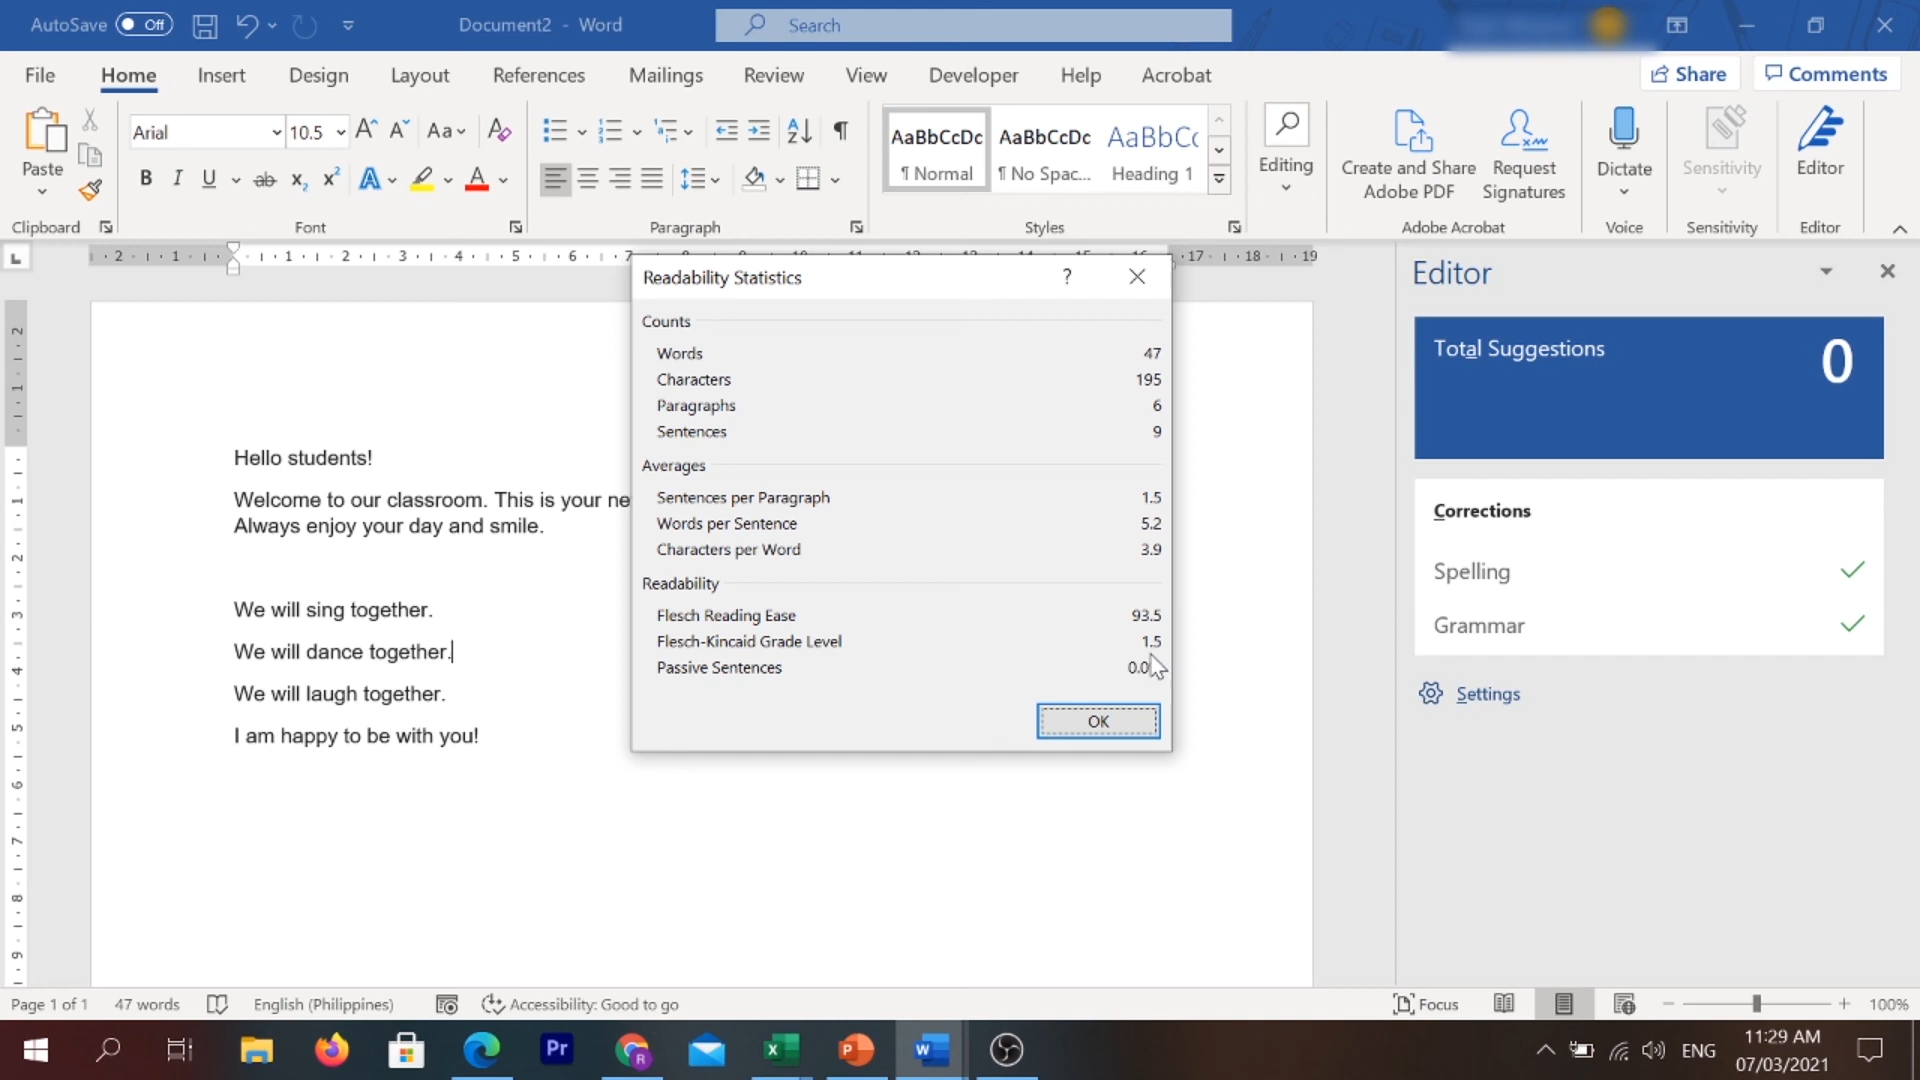 AutoSave Off Document2 - Word Search
File Home Insert Design Layout References Mailings Review View Developer Help Acrobat Share Comments
Paste
Clipboard
Arial 10.5
Font
Paragraph
AaBbCcDc AaBbCcDc AaBbCc
¶ Normal ¶ No Spac... Heading 1
Styles
Editing
Create and Share Adobe PDF
Request Signatures
Adobe Acrobat
Dictate
Voice
Sensitivity
Sensitivity
Editor
Editor
Hello students!
Welcome to our classroom. This is your ne
Always enjoy your day and smile.
We will sing together.
We will dance together.
We will laugh together.
I am happy to be with you!
Readability Statistics ?
Counts
Words 47
Characters 195
Paragraphs 6
Sentences 9
Averages
Sentences per Paragraph 1.5
Words per Sentence 5.2
Characters per Word 3.9
Readability
Flesch Reading Ease 93.5
Flesch-Kincaid Grade Level 1.5
Passive Sentences 0.0
OK
Editor
Total Suggestions 0
Corrections
Spelling
Grammar
Settings
Page 1 of 1 47 words English (Philippines) Accessibility: Good to go Focus 100%
ENG 11:29 AM
07/03/2021